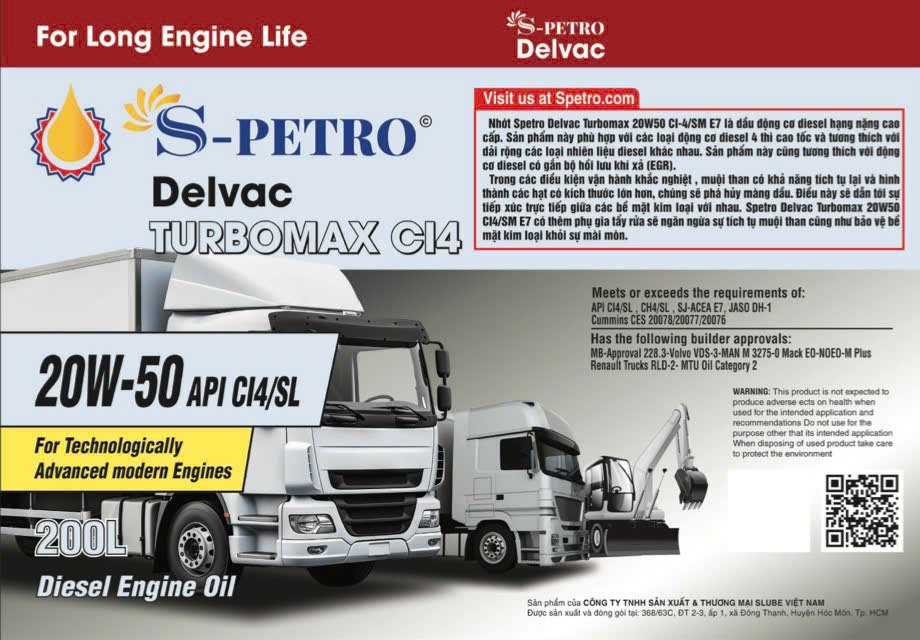 For Long Engine Life
S-PETRO
Delvac
S-PETRO©
Delvac
TURBOMAX CI4
Visit us at Spetro.com
Nhớt Spetro Delvac Turbomax 20W50 CI-4/SM E7 là dầu động cơ diesel hạng nặng cao
cấp. Sản phẩm này phù hợp với các loại động cơ diesel 4 thì cao tốc và tương thích với
dải rộng các loại nhiên liệu diesel khác nhau. Sản phẩm này cũng tương thích với động
cơ diesel có gắn bộ hồi lưu khí xả (EGR).
Trong các điều kiện vận hành khắc nghiệt , muội than có khả năng tích tụ lại và hình
thành các hạt có kích thước lớn hơn, chúng sẽ phá hủy màng dầu. Điều này sẽ dẫn tới sự
tiếp xúc trực tiếp giữa các bề mặt kim loại với nhau. Spetro Delvac Turbomax 20W50
CI4/SM E7 có thêm phụ gia tẩy rửa sẽ ngăn ngừa sự tích tụ muội than cũng như bảo vệ bề
mặt kim loại khỏi sự mài mòn.
Meets or exceeds the requirements of:
API CI4/SL , CH4/SL , SJ-ACEA E7, JASO DH-1
Cummins CES 20078/20077/20076
Has the following builder approvals:
MB-Approval 228.3-Volvo VDS-3-MAN M 3275-0 Mack EO-NOEO-M Plus
Renault Trucks RLD-2- MTU Oil Category 2
20W-50 API CI4/SL
For Technologically
Advanced modern Engines
WARNING: This product is not expected to
produce adverse ects on health when
used for the intended application and
recommendations Do not use for the
purpose other that its intended application
When disposing of used product take care
to protect the environment
200L
Diesel Engine Oil
Sản phẩm của CÔNG TY TNHH SẢN XUẤT & THƯƠNG MẠI SLUBE VIỆT NAM
Được sản xuất và đóng gói tại: 368/63C, ĐT 2-3, ấp 1, xã Đông Thạnh, Huyện Hóc Môn. Tp. HCM